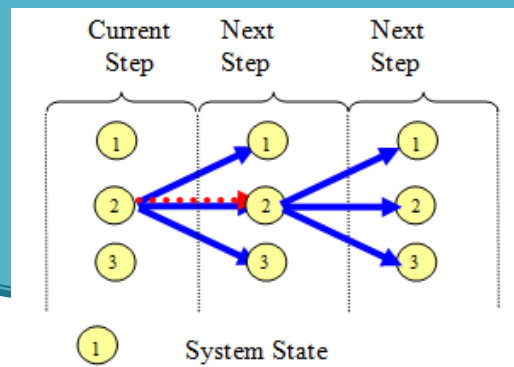 Current Next Next
Step Step Step
1 1 1
2 2 2
3 3 3
1 System State